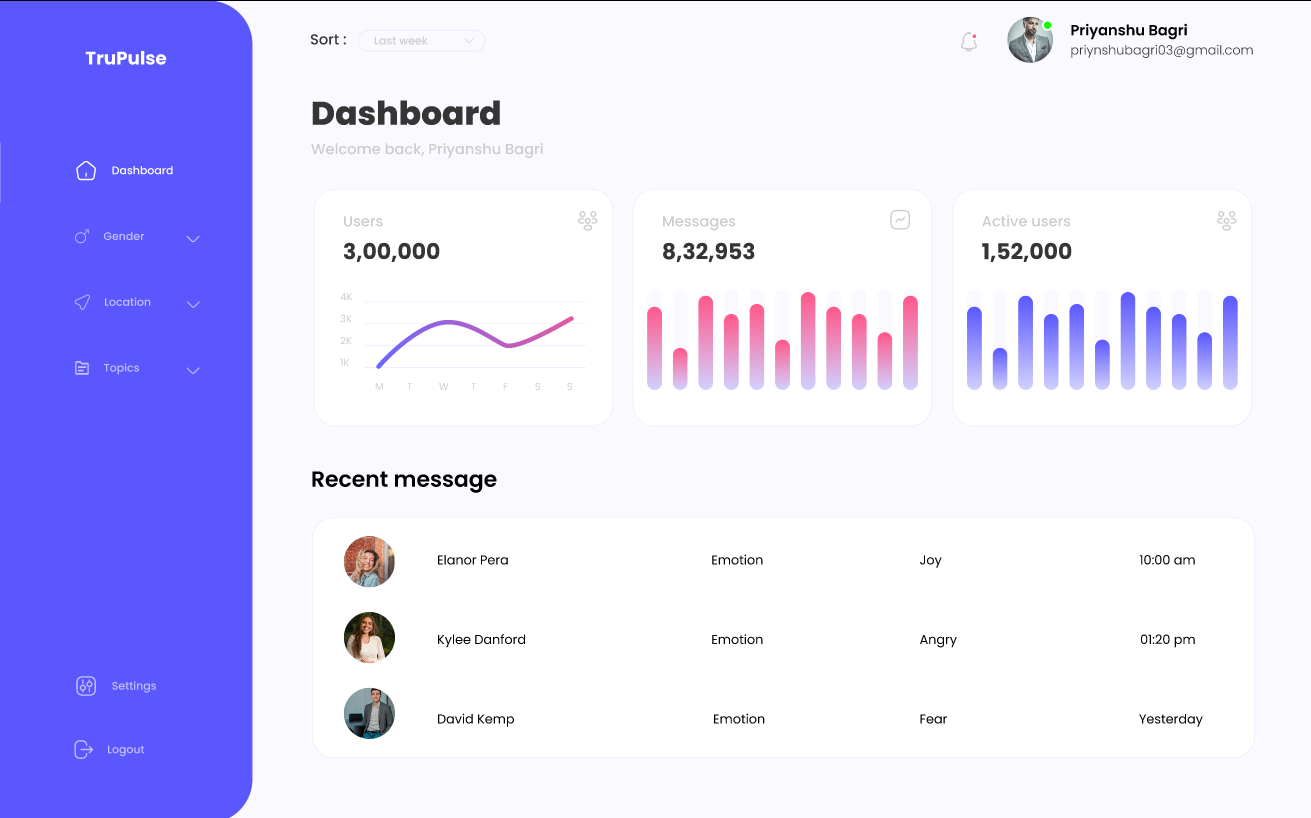 TruPulse
Dashboard
Gender
Location
Topics
Settings
Logout
Sort :
Last week
Priyanshu Bagri
priynshubagri03@gmail.com
Dashboard
Welcome back, Priyanshu Bagri
Users
3,00,000
4K
3K
2K
1K
M T W T F S S
Messages
8,32,953
Active users
1,52,000
Recent message
Elanor Pera Emotion Joy 10:00 am
Kylee Danford Emotion Angry 01:20 pm
David Kemp Emotion Fear Yesterday